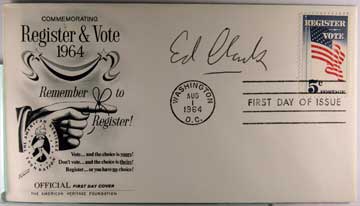 COMMEMORATING
Register & Vote
1964
Remember to
Register!
Vote... and the choice is yours!
Don't vote... and the choice is theirs!
Register... or you have no choice!
OFFICIAL FIRST DAY COVER
THE AMERICAN HERITAGE FOUNDATION
Ed Clark
WASHINGTON
AUG
1
1964
D.C.
REGISTER
VOTE
5c POSTAGE
FIRST DAY OF ISSUE